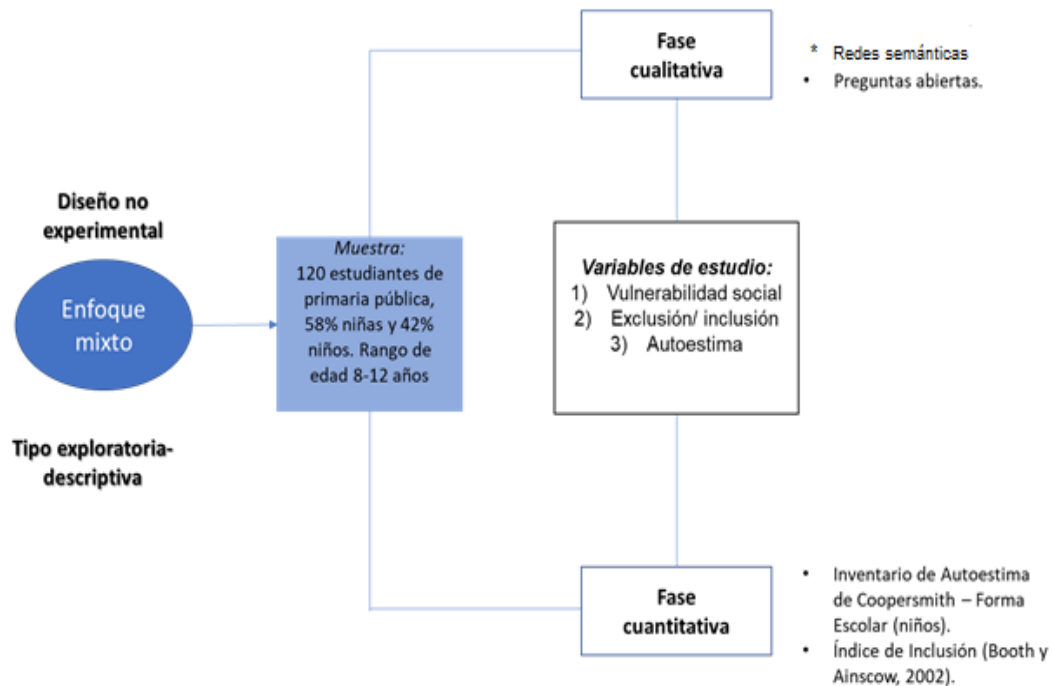 Diseño no
experimental
Enfoque
mixto
Tipo exploratoria-
descriptiva
Muestra:
120 estudiantes de
primaria pública,
58% niñas y 42%
niños. Rango de
edad 8-12 años
Fase
cualitativa
* Redes semánticas
• Preguntas abiertas.
Variables de estudio:
1) Vulnerabilidad social
2) Exclusión/ inclusión
3) Autoestima
Fase
cuantitativa
• Inventario de Autoestima
de Coopersmith – Forma
Escolar (niños).
• Índice de Inclusión (Booth y
Ainscow, 2002).